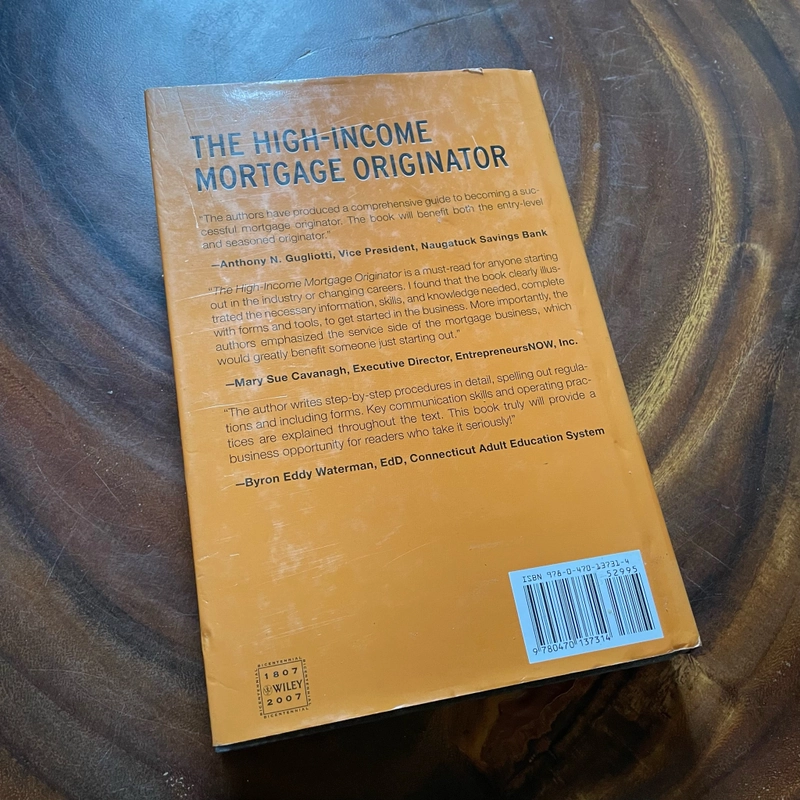 THE HIGH-INCOME
MORTGAGE ORIGINATOR
"The authors have produced a comprehensive guide to becoming a suc-
cessful mortgage originator. The book will benefit both the entry-level
and seasoned originator."
—Anthony N. Gugliotti, Vice President, Naugatuck Savings Bank
"The High-Income Mortgage Originator is a must-read for anyone starting
out in the industry or changing careers. I found that the book clearly illus-
trated the necessary information, skills, and knowledge needed, complete
with forms and tools, to get started in the business. More importantly, the
authors emphasized the service side of the mortgage business, which
would greatly benefit someone just starting out."
—Mary Sue Cavanagh, Executive Director, EntrepreneursNOW, Inc.
"The author writes step-by-step procedures in detail, spelling out regula-
tions and including forms. Key communication skills and operating prac-
tices are explained throughout the text. This book truly will provide a
business opportunity for readers who take it seriously!"
—Byron Eddy Waterman, EdD, Connecticut Adult Education System
ISBN 978-0-470-13731-4
52995
9 780470 137314
BICENTENNIAL
1807
WILEY
2007
BICENTENNIAL
BICENTENNIAL
BICENTENNIAL